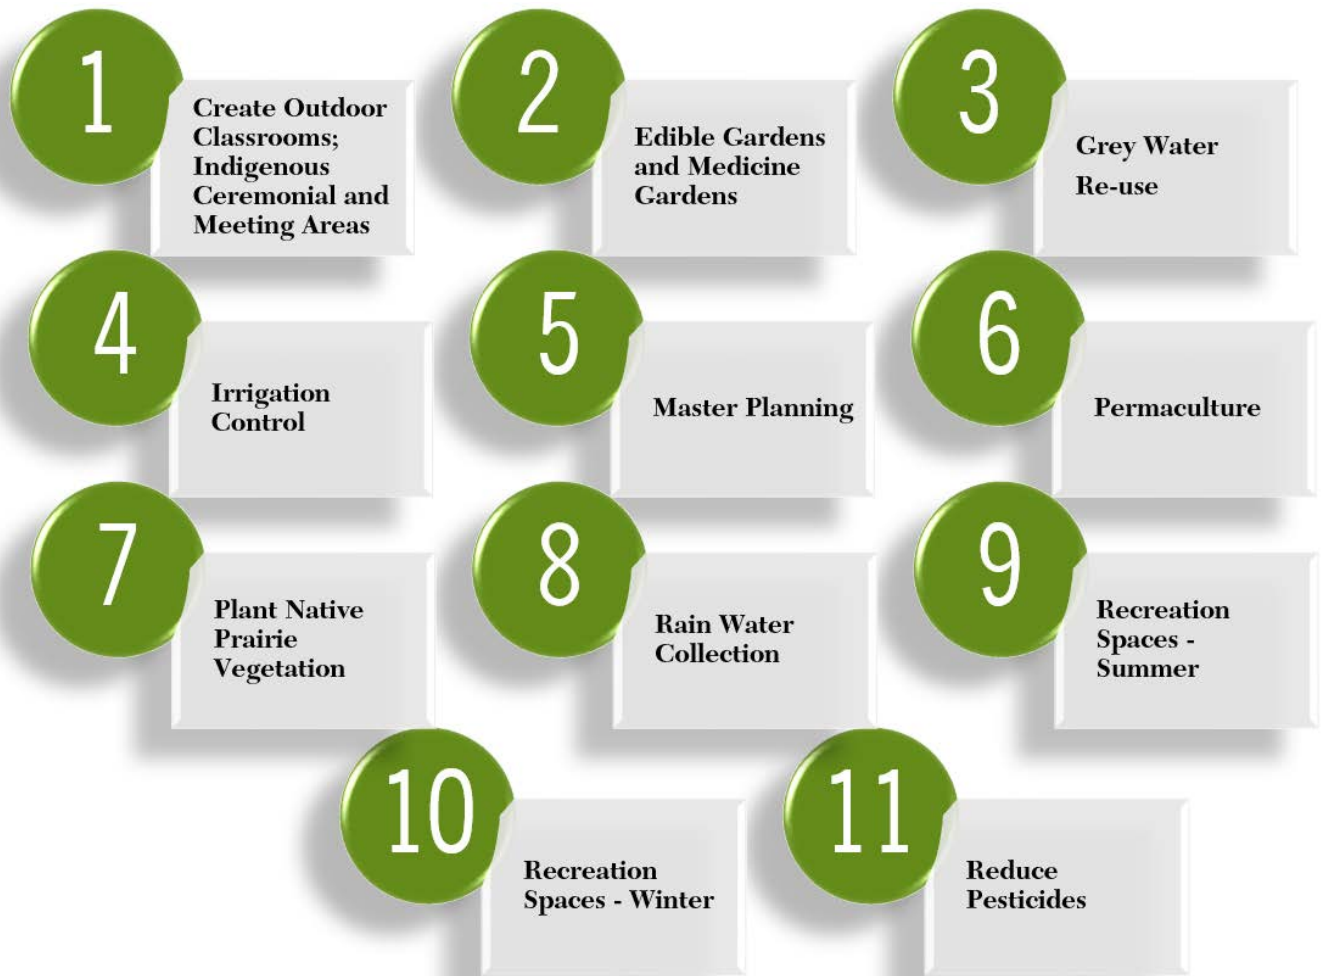 1
Create Outdoor
Classrooms;
Indigenous
Ceremonial and
Meeting Areas
2
Edible Gardens
and Medicine
Gardens
3
Grey Water
Re-use
4
Irrigation
Control
5
Master Planning
6
Permaculture
7
Plant Native
Prairie
Vegetation
8
Rain Water
Collection
9
Recreation
Spaces -
Summer
10
Recreation
Spaces - Winter
11
Reduce
Pesticides